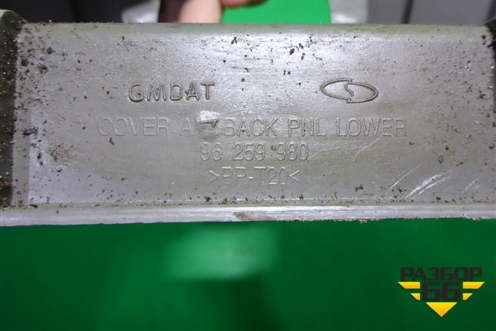 GMDAT
COVER A-BACK PNL LOWER
96 259 980
>PP-T20<
РАЗБОР
66